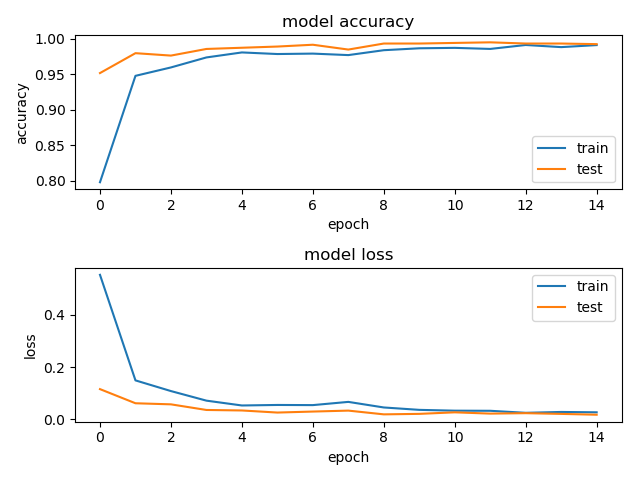 model accuracy
1.00
0.95
0.90
0.85
0.80
accuracy
train
test
0 2 4 6 8 10 12 14
epoch
model loss
0.4
0.2
0.0
loss
train
test
0 2 4 6 8 10 12 14
epoch